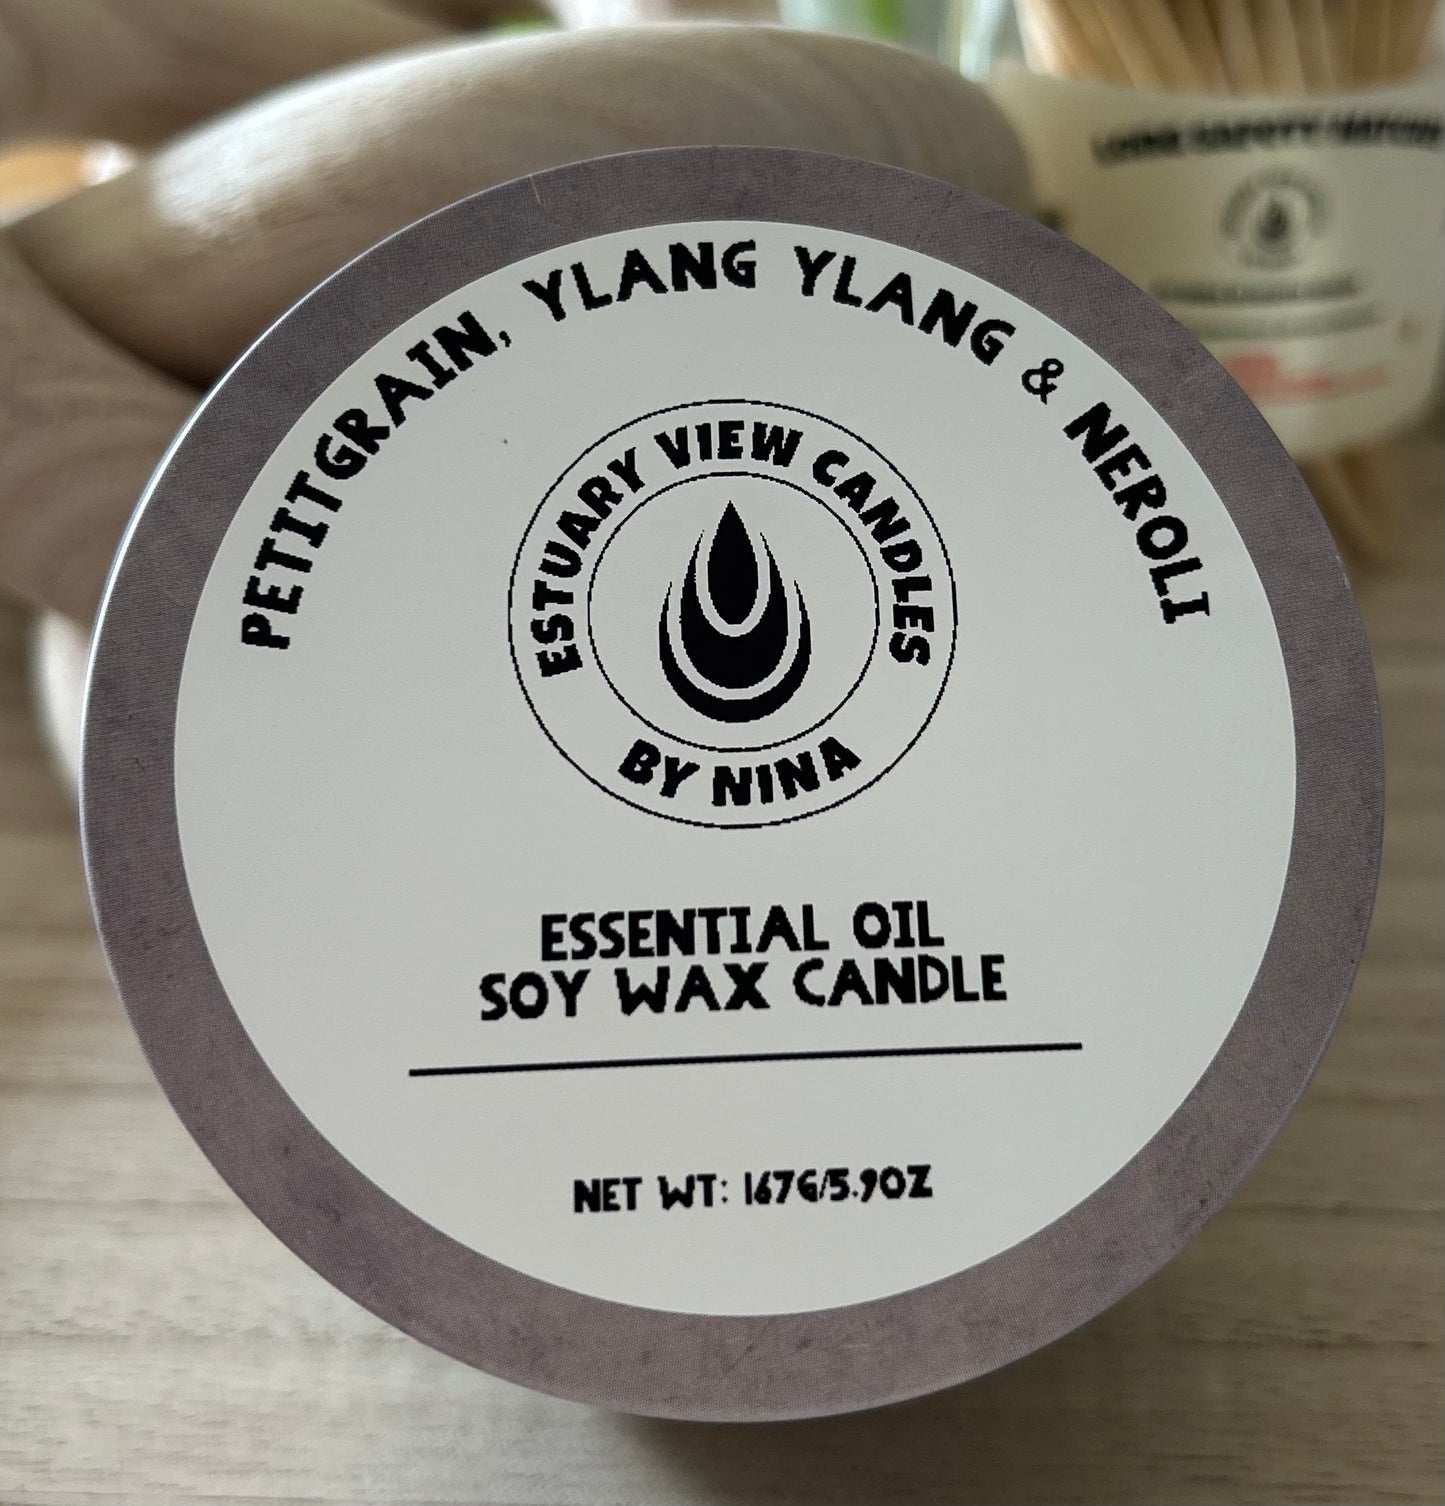 PETITGRAIN, YLANG YLANG & NEROLI
ESTUARY VIEW CANDLES
BY NINA
ESSENTIAL OIL
SOY WAX CANDLE
NET WT: 167G/5.9OZ